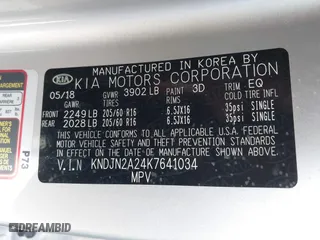 MANUFACTURED IN KOREA BY
KIA KIA MOTORS CORPORATION
05/18 GVWR 3902LB PAINT 3D TRIM EQ
GAWR TIRES RIMS COLD TIRE INFL.
FRONT 2249LB 205/60 R16 6.5JX16 35psi SINGLE
REAR 2028LB 205/60 R16 6.5JX16 35psi SINGLE
THIS VEHICLE CONFORMS TO ALL APPLICABLE U.S.
FEDERAL MOTOR VEHICLE SAFETY AND THEFT PREVENTION
STANDARDS IN EFFECT ON THE DATE OF MANUFACTURE
SHOWN ABOVE.
V.I.N KNDJN2A24K7641034
MPV
P73